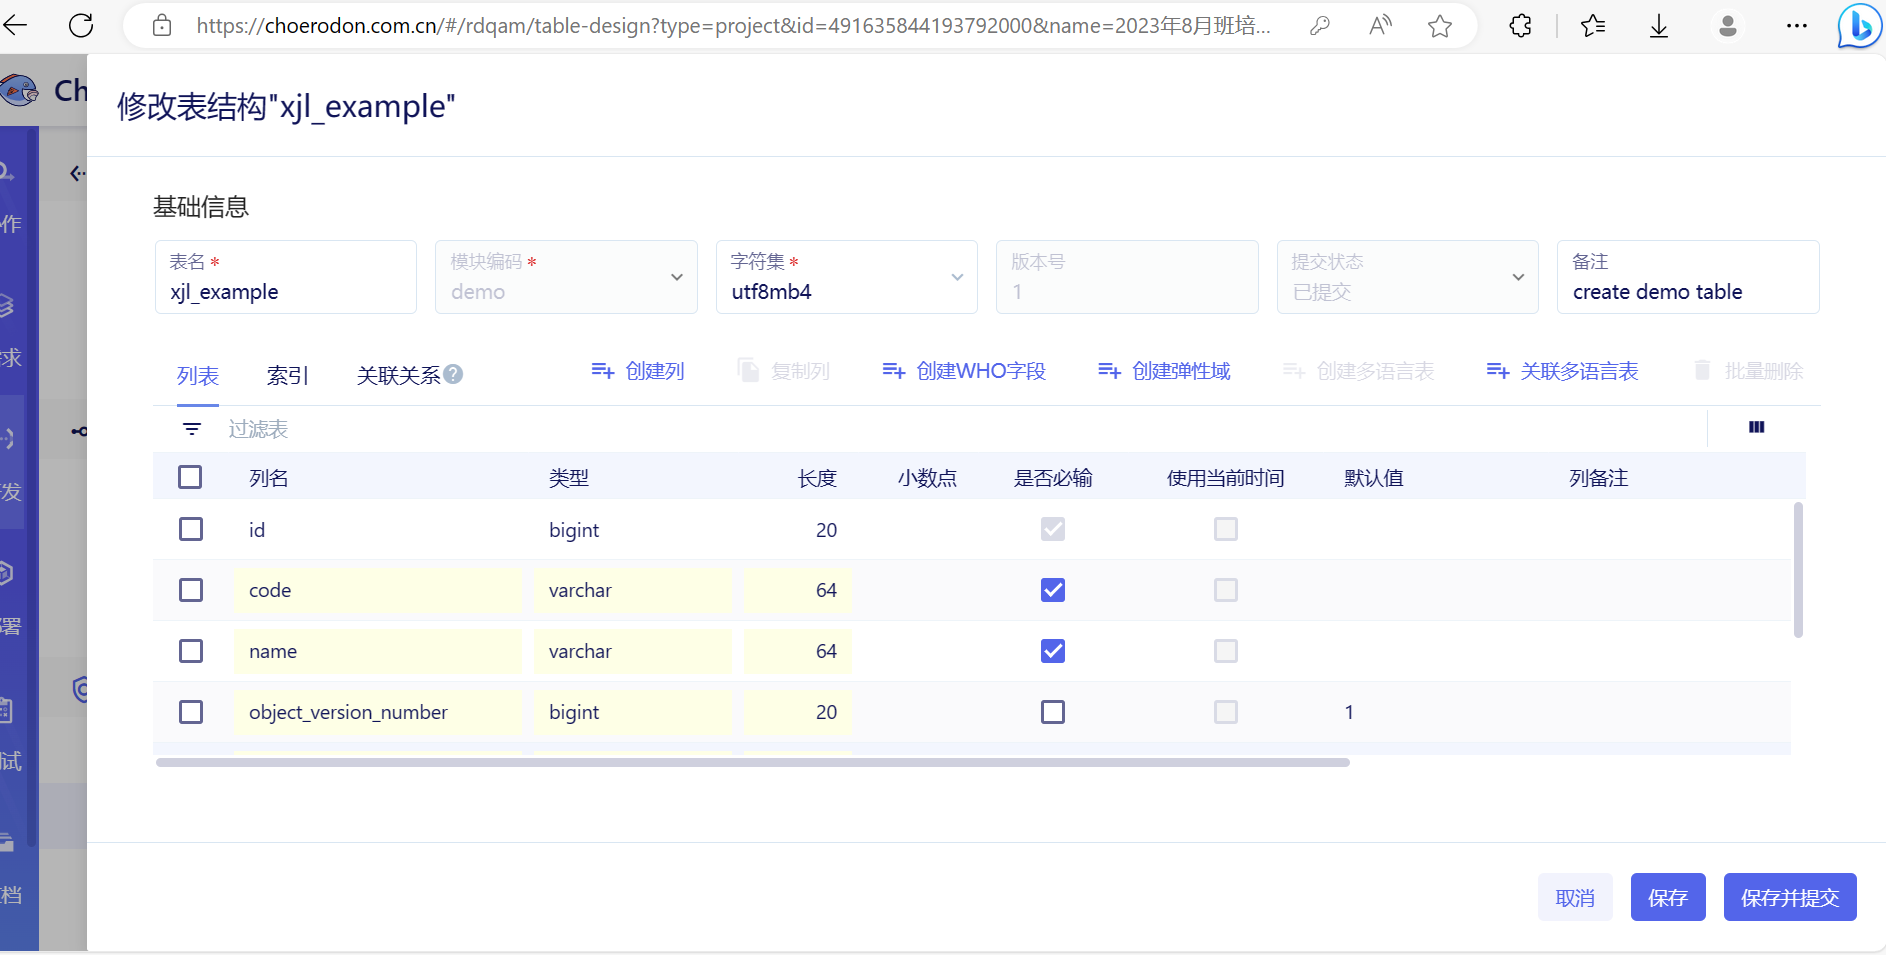 https://choerodon.com.cn/#/rdqam/table-design?type=project&id=491635844193792000&name=2023年8月班培...
Ch
修改表结构"xjl_example"
作
求
发
署
试
档
基础信息
表名 * 模块编码 * 字符集 * 版本号 提交状态 备注
xjl_example demo utf8mb4 1 已提交 create demo table
列表 索引 关联关系 ? 创建列 复制列 创建WHO字段 创建弹性域 创建多语言表 关联多语言表 批量删除
过滤表
列名 类型 长度 小数点 是否必输 使用当前时间 默认值 列备注
id bigint 20
code varchar 64
name varchar 64
object_version_number bigint 20 1
取消 保存 保存并提交